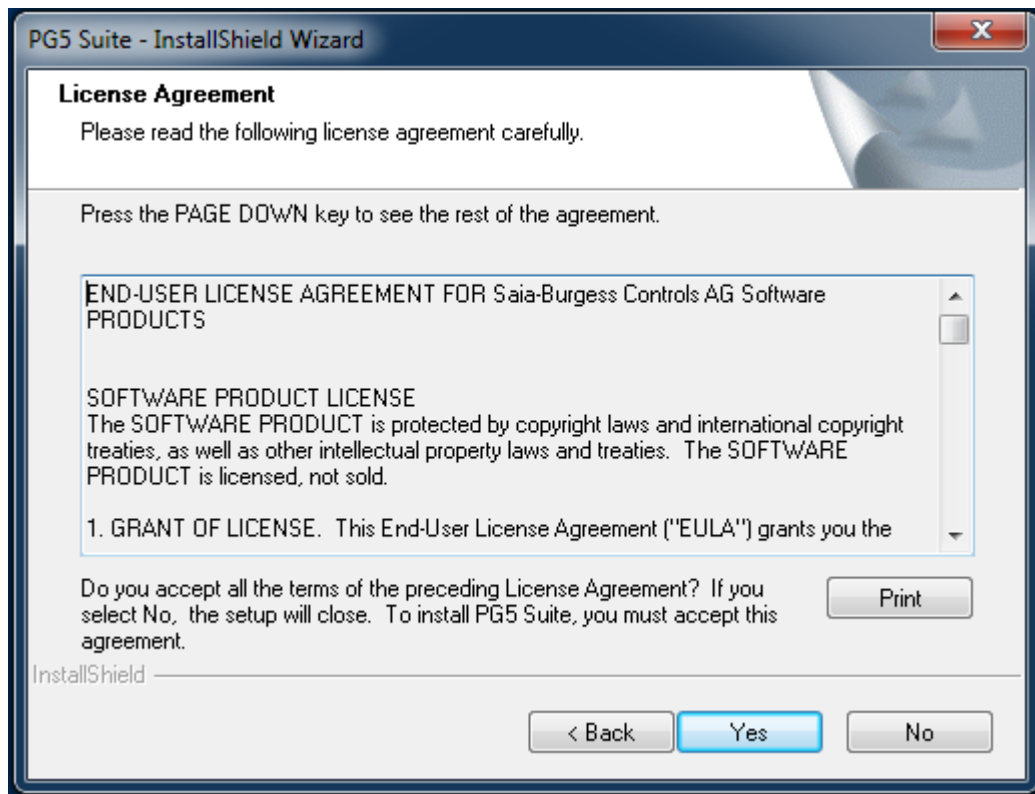 PG5 Suite - InstallShield Wizard
License Agreement
Please read the following license agreement carefully.
Press the PAGE DOWN key to see the rest of the agreement.
END-USER LICENSE AGREEMENT FOR Saia-Burgess Controls AG Software
PRODUCTS
SOFTWARE PRODUCT LICENSE
The SOFTWARE PRODUCT is protected by copyright laws and international copyright
treaties, as well as other intellectual property laws and treaties.  The SOFTWARE
PRODUCT is licensed, not sold.
1. GRANT OF LICENSE.  This End-User License Agreement ("EULA") grants you the
Do you accept all the terms of the preceding License Agreement?  If you
select No,  the setup will close.  To install PG5 Suite, you must accept this
agreement.
Print
InstallShield
< Back
Yes
No